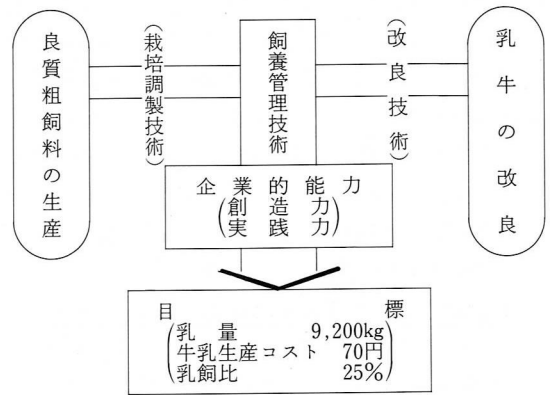 良質粗飼料の生産
(栽培調製技術)
飼養管理技術
(改良技術)
乳牛の改良
企業的能力
(創造力
実践力)
目標
(乳量 9,200kg
牛乳生産コスト 70円
乳飼比 25%)